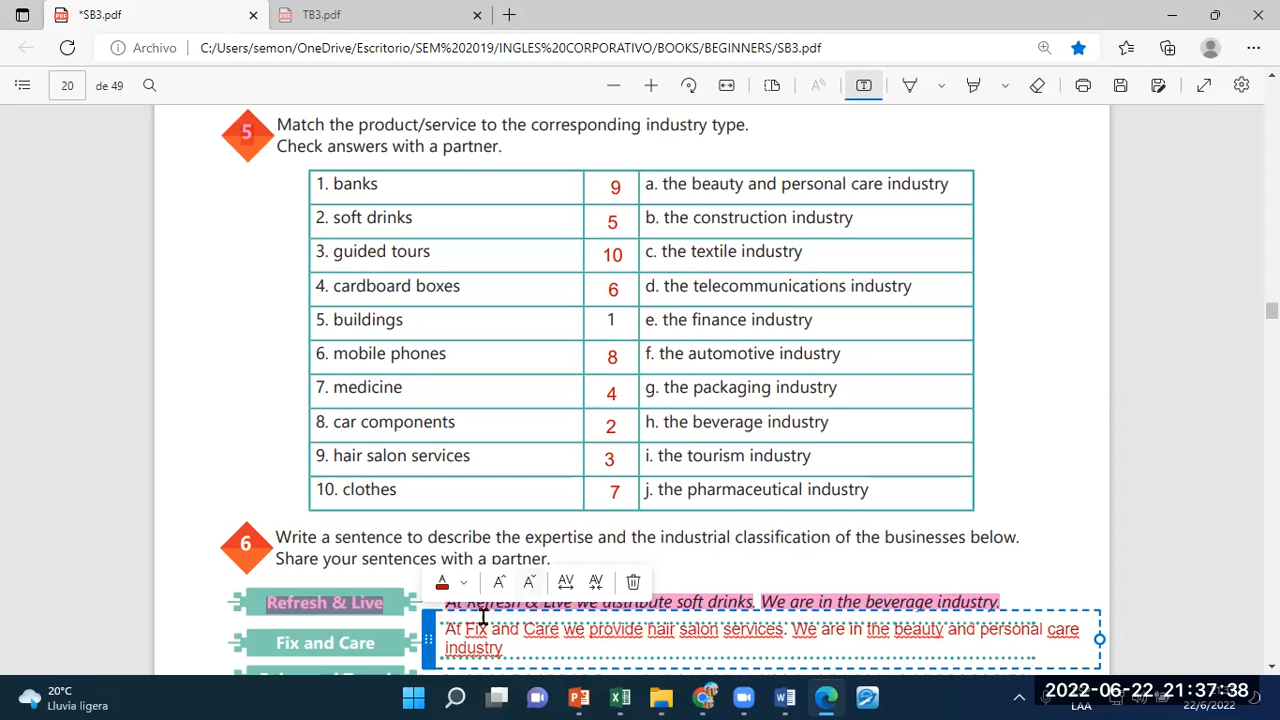 *SB3.pdf
TB3.pdf
Archivo
C:/Users/semon/OneDrive/Escritorio/SEM%202019/INGLES%20CORPORATIVO/BOOKS/BEGINNERS/SB3.pdf
20
de 49
5
Match the product/service to the corresponding industry type.
Check answers with a partner.
1. banks 9 a. the beauty and personal care industry
2. soft drinks 5 b. the construction industry
3. guided tours 10 c. the textile industry
4. cardboard boxes 6 d. the telecommunications industry
5. buildings 1 e. the finance industry
6. mobile phones 8 f. the automotive industry
7. medicine 4 g. the packaging industry
8. car components 2 h. the beverage industry
9. hair salon services 3 i. the tourism industry
10. clothes 7 j. the pharmaceutical industry
6
Write a sentence to describe the expertise and the industrial classification of the businesses below.
Share your sentences with a partner.
Refresh & Live
At Refresh & Live we distribute soft drinks. We are in the beverage industry.
Fix and Care
At Fix and Care we provide hair salon services. We are in the beauty and personal care
industry
20°C
Lluvia ligera
LAA
2022-06-22 21:37:38
22/6/2022